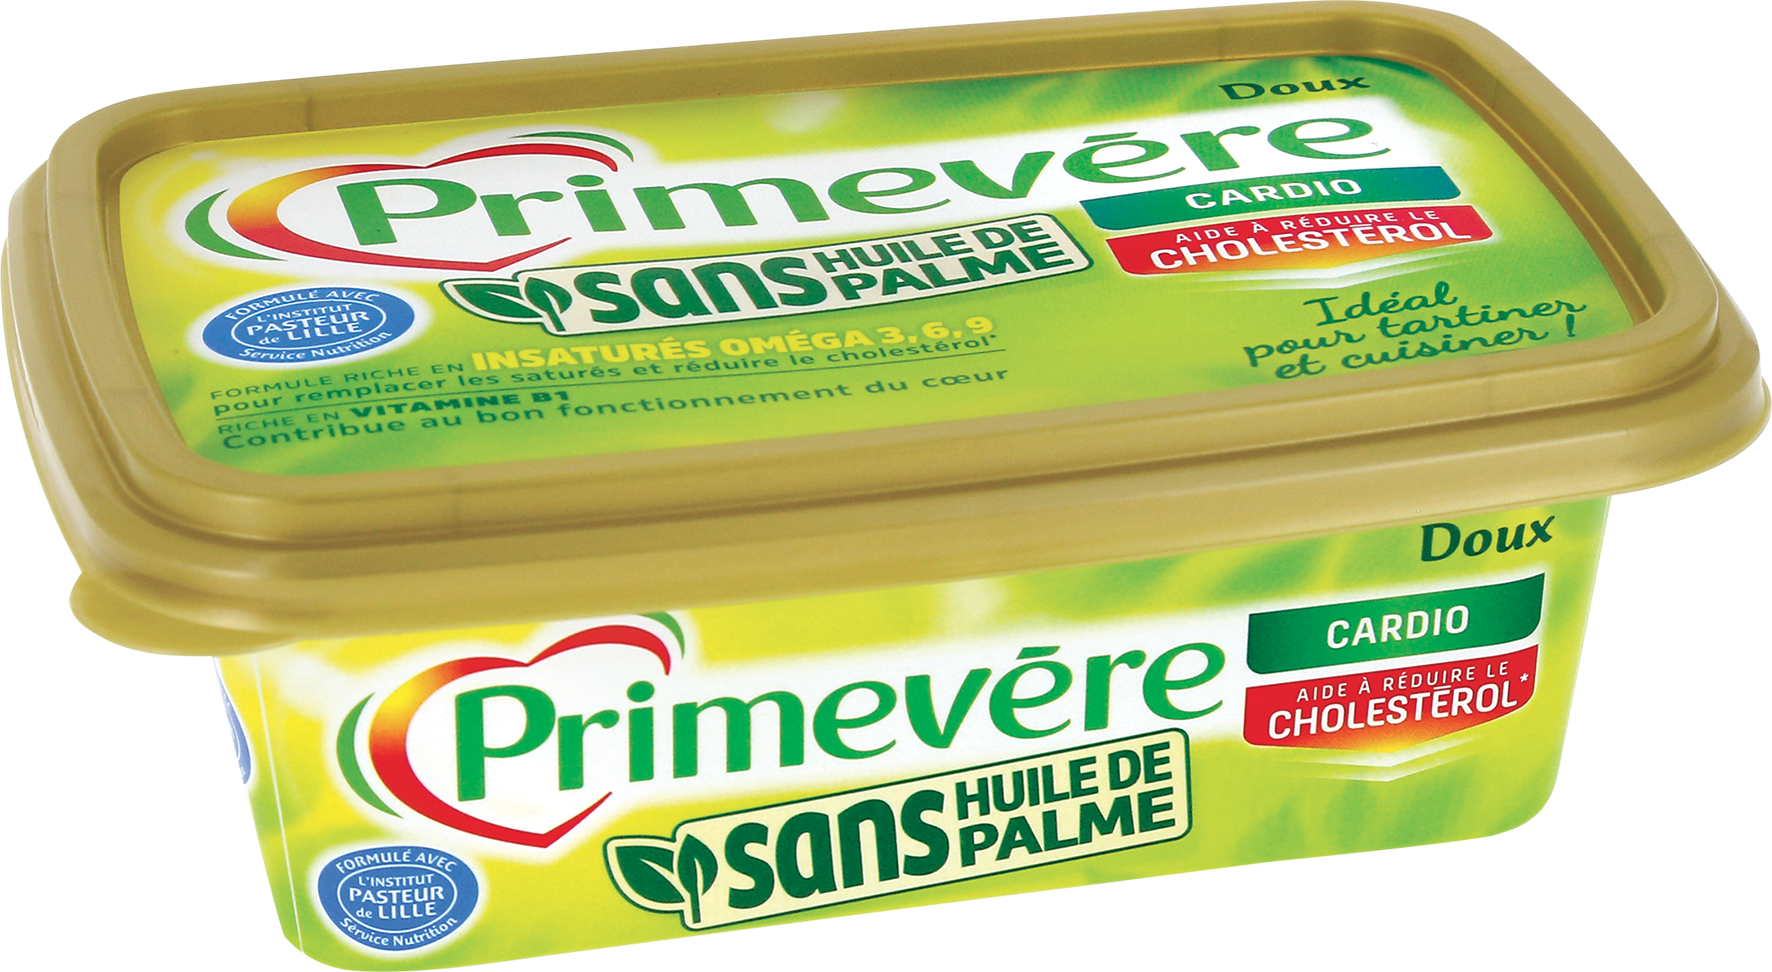 Doux
Primevère
CARDIO
AIDE À RÉDUIRE LE
CHOLESTÉROL
sans HUILE DE
PALME
FORMULÉ AVEC
L'INSTITUT
PASTEUR
de LILLE
Service Nutrition
Idéal
pour tartiner
et cuisiner !
FORMULE RICHE EN INSATURÉS OMÉGA 3, 6, 9
pour remplacer les saturés et réduire le cholestérol*
RICHE EN VITAMINE B1
Contribue au bon fonctionnement du cœur
Doux
Primevère
CARDIO
AIDE À RÉDUIRE LE
CHOLESTÉROL*
sans HUILE DE
PALME
FORMULÉ AVEC
L'INSTITUT
PASTEUR
de LILLE
Service Nutrition